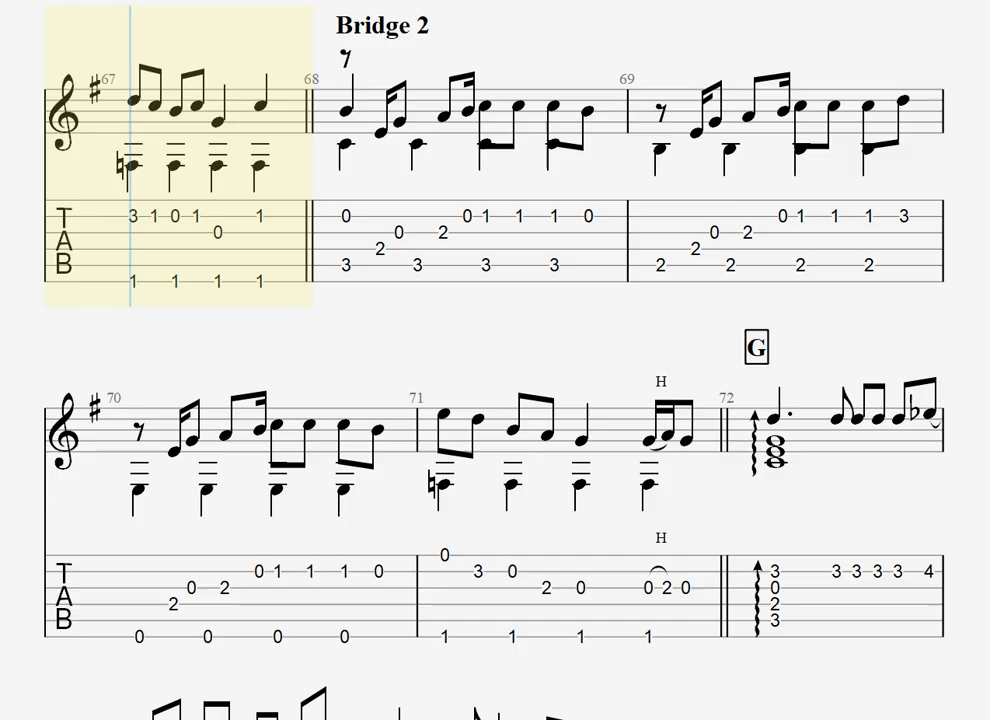 Bridge 2
67 68 69
T 3 1 0 1 1 0 0 1 1 1 0 0 1 1 1 3
A 0 0 2 0 2
2 2
B 3 3 3 3 2 2 2 2
1 1 1 1
G
H
70 71 72
H
0
T 0 1 1 1 0 3 0 3 3 3 3 3 4
0 2 2 0 0 2 0 0
A 2 2
B 3
0 0 0 0 1 1 1 1